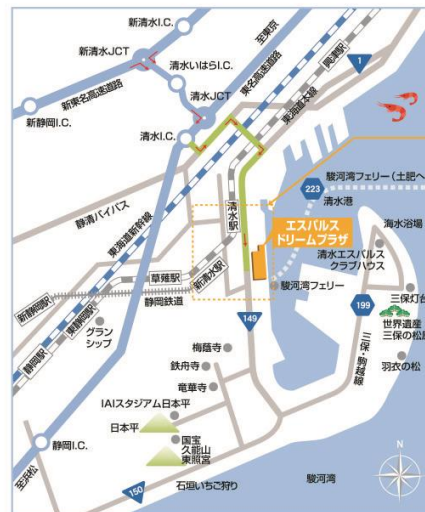 新清水I.C.
至東京
新清水JCT
東名高速道路
清水いはらI.C.
興津駅
1
新東名高速道路
東海道本線
清水JCT
新静岡I.C.
清水I.C.
駿河湾フェリー(土肥へ
223
清水港
静清バイパス
清水駅
エスパルス
ドリームプラザ
海水浴場
東海道新幹線
清水エスパルス
クラブハウス
草薙駅
新清水駅
新静岡駅
東静岡駅
静岡鉄道
駿河湾フェリー
三保灯台
199
静岡駅
グラン
シップ
149
世界遺産
三保の松原
梅蔭寺
三保・駒越線
羽衣の松
鉄舟寺
竜華寺
IAIスタジアム日本平
日本平
静岡I.C.
国宝
久能山
東照宮
N
至浜松
150
石垣いちご狩り
駿河湾